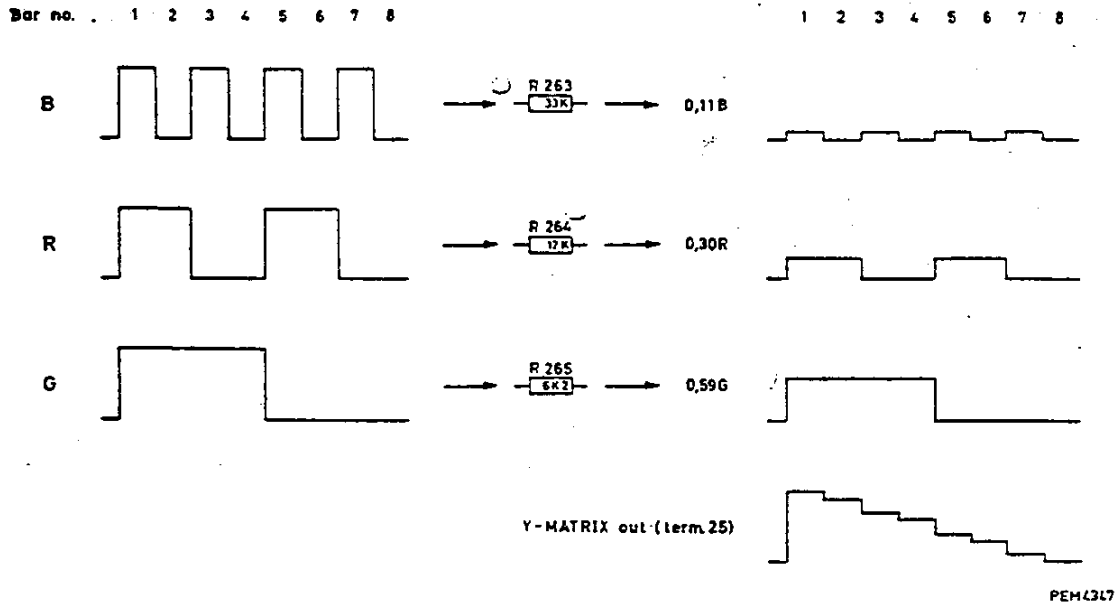 Bar no. 1 2 3 4 5 6 7 8 1 2 3 4 5 6 7 8
R 263
B 33K 0,11B
R 264
R 12K 0,30R
R 265
G 6K2 0,59G
Y-MATRIX out (term. 25)
PEM4347